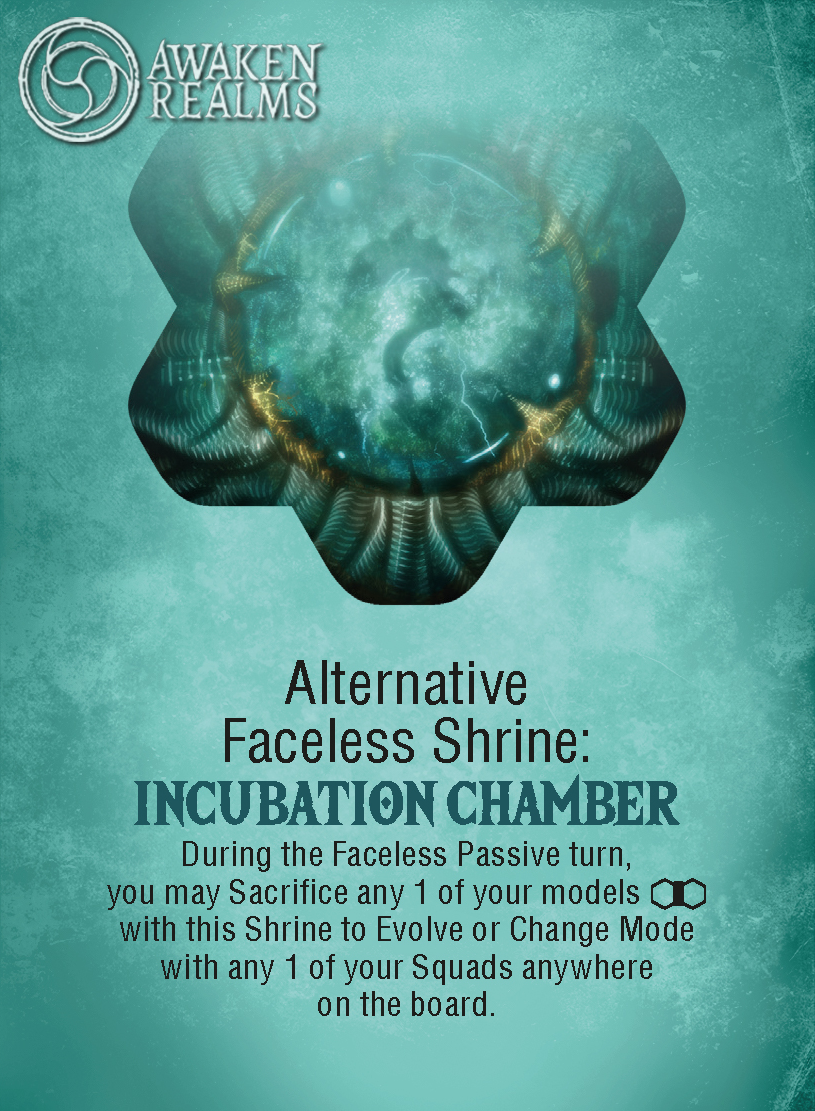 AWAKEN
REALMS
Alternative
Faceless Shrine:
INCUBATION CHAMBER
During the Faceless Passive turn,
you may Sacrifice any 1 of your models
with this Shrine to Evolve or Change Mode
with any 1 of your Squads anywhere
on the board.